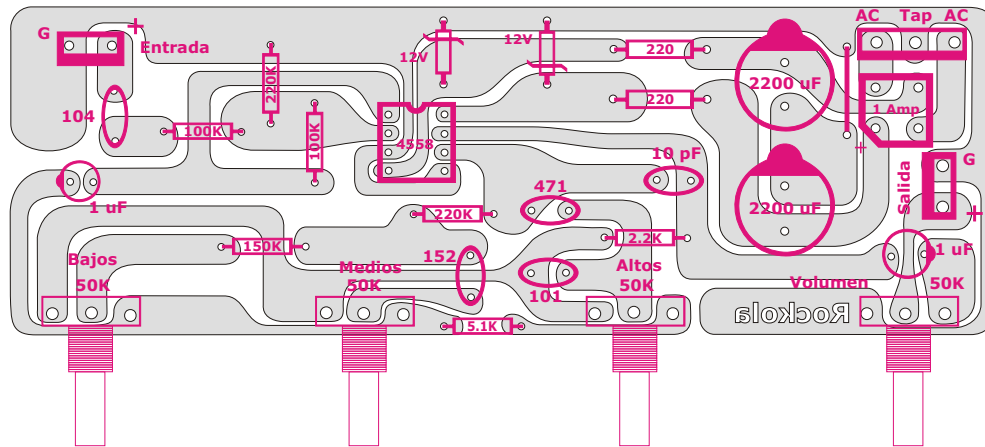 AC Tap AC
G + Entrada
12V
12V
220
2200 uF
220K
220
1 Amp
104
100K
100K
4558
+
10 pF
G
Salida
471
1 uF
220K
2200 uF
+
150K
2.2K
1 uF
Bajos
50K
Medios
50K
152
101
Altos
50K
Volumen
50K
Rockola
5.1K